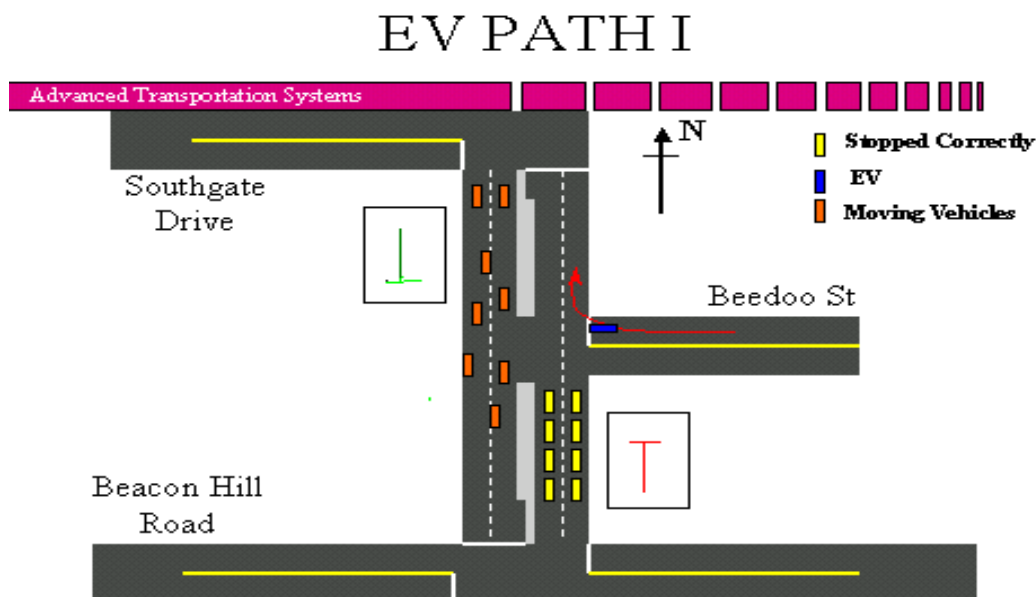 EV PATH I
Advanced Transportation Systems
N
Stopped Correctly
EV
Moving Vehicles
Southgate
Drive
Beedoo St
Beacon Hill
Road